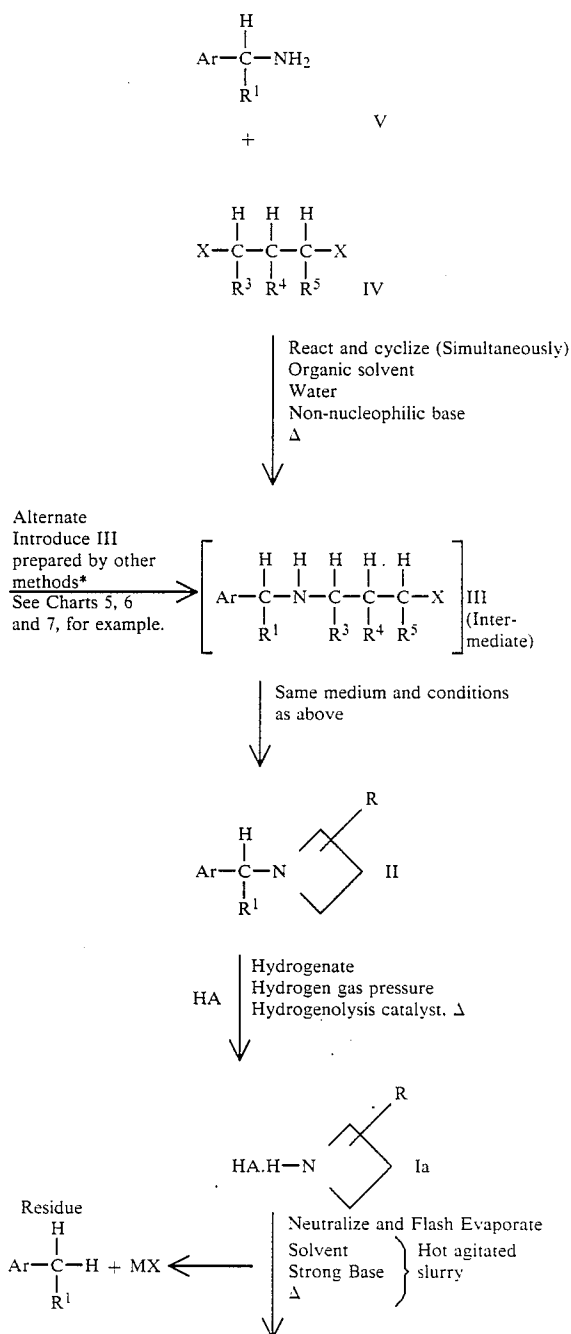 H
Ar—C—NH₂
R¹
V
+
H H H
X—C—C—C—X
R³ R⁴ R⁵
IV
React and cyclize (Simultaneously)
Organic solvent
Water
Non-nucleophilic base
Δ
Alternate
Introduce III
prepared by other
methods*
See Charts 5, 6
and 7, for example.
H H H H. H
Ar—C—N—C—C—C—X
R¹ R³ R⁴ R⁵
III
(Inter-
mediate)
Same medium and conditions
as above
R
H
Ar—C—N
R¹
II
HA
Hydrogenate
Hydrogen gas pressure
Hydrogenolysis catalyst. Δ
R
HA.H—N
Ia
Residue
H
Ar—C—H + MX
R¹
Neutralize and Flash Evaporate
Solvent
Strong Base
Δ
Hot agitated
slurry